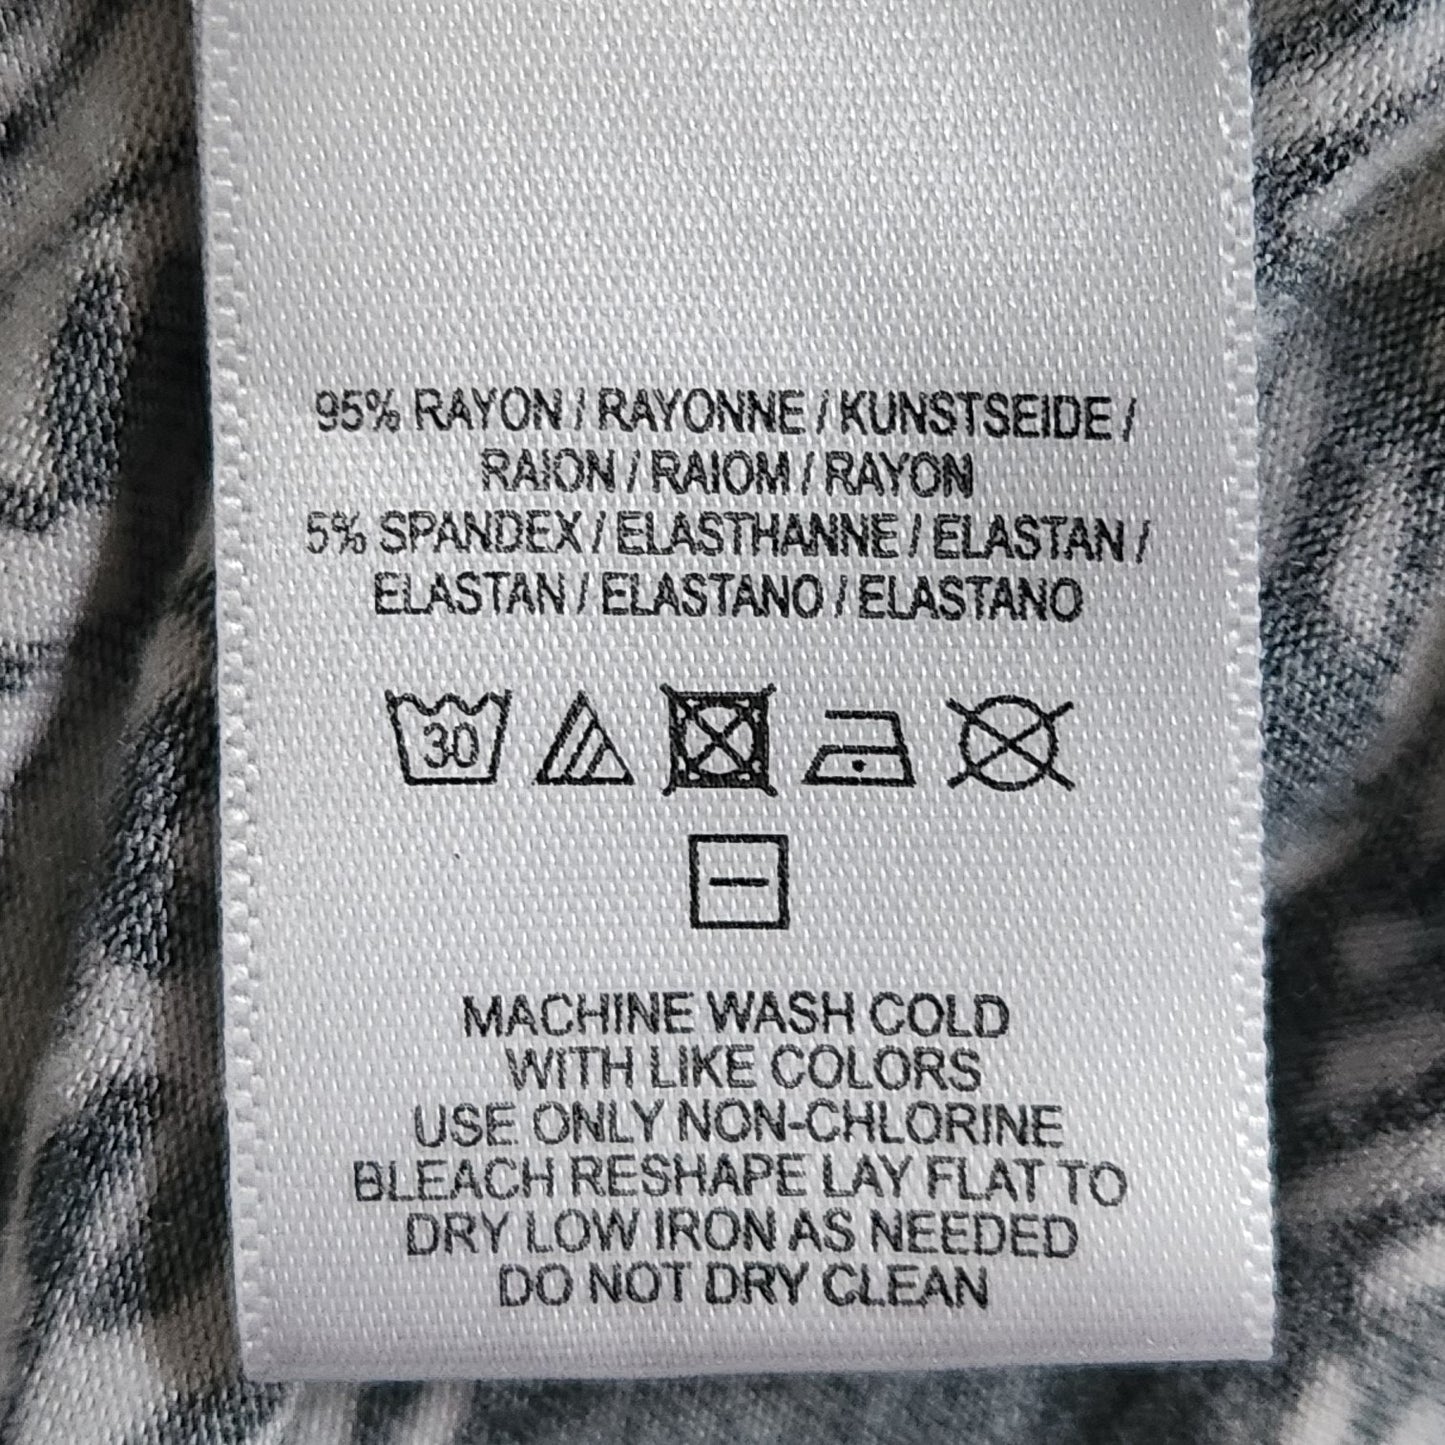 95% RAYON / RAYONNE / KUNSTSEIDE /
RAION / RAIOM / RAYON
5% SPANDEX / ELASTHANNE / ELASTAN /
ELASTAN / ELASTANO / ELASTANO
30
MACHINE WASH COLD
WITH LIKE COLORS
USE ONLY NON-CHLORINE
BLEACH RESHAPE LAY FLAT TO
DRY LOW IRON AS NEEDED
DO NOT DRY CLEAN